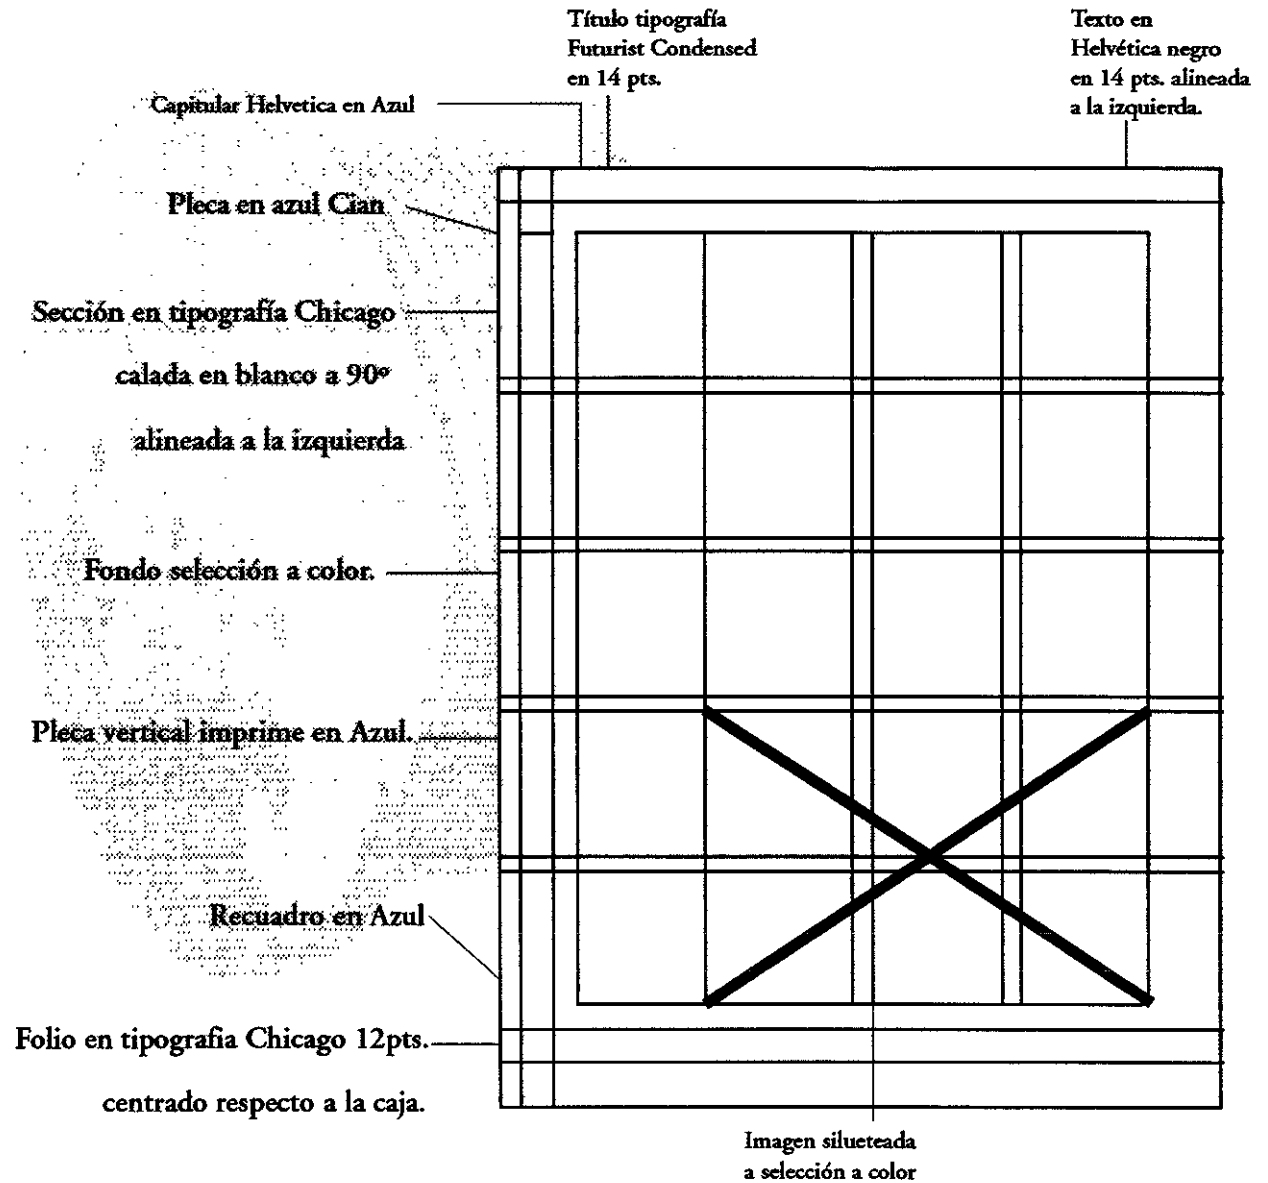 Título tipografía
Futurist Condensed
en 14 pts.
Texto en
Helvética negro
en 14 pts. alineada
a la izquierda.
Capitular Helvetica en Azul
Pleca en azul Cian
Sección en tipografía Chicago
calada en blanco a 90º
alineada a la izquierda
Fondo selección a color.
Pleca vertical imprime en Azul.
Recuadro en Azul
Folio en tipografia Chicago 12pts.
centrado respecto a la caja.
Imagen silueteada
a selección a color